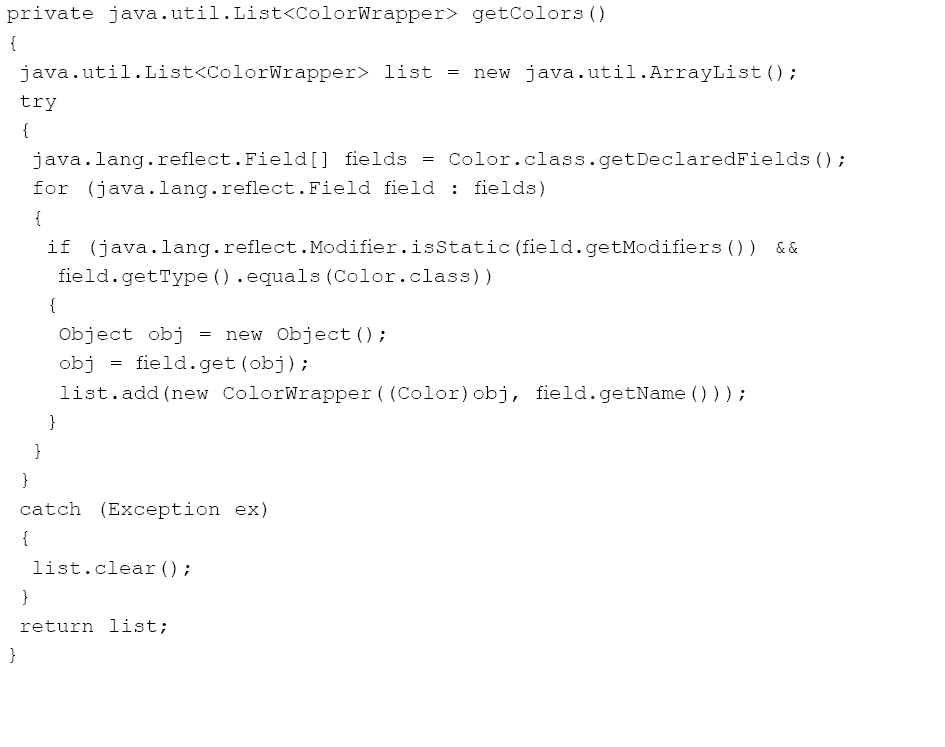 private java.util.List<ColorWrapper> getColors()
{
java.util.List<ColorWrapper> list = new java.util.ArrayList();
try
{
java.lang.reflect.Field[] fields = Color.class.getDeclaredFields();
for (java.lang.reflect.Field field : fields)
{
if (java.lang.reflect.Modifier.isStatic(field.getModifiers()) &&
field.getType().equals(Color.class))
{
Object obj = new Object();
obj = field.get(obj);
list.add(new ColorWrapper((Color)obj, field.getName()));
}
}
}
catch (Exception ex)
{
list.clear();
}
return list;
}